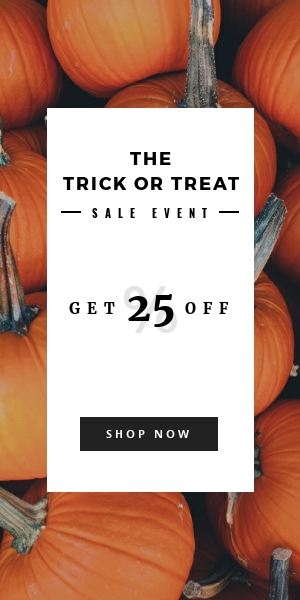 THE
TRICK OR TREAT
SALE EVENT
GET 25% OFF
SHOP NOW